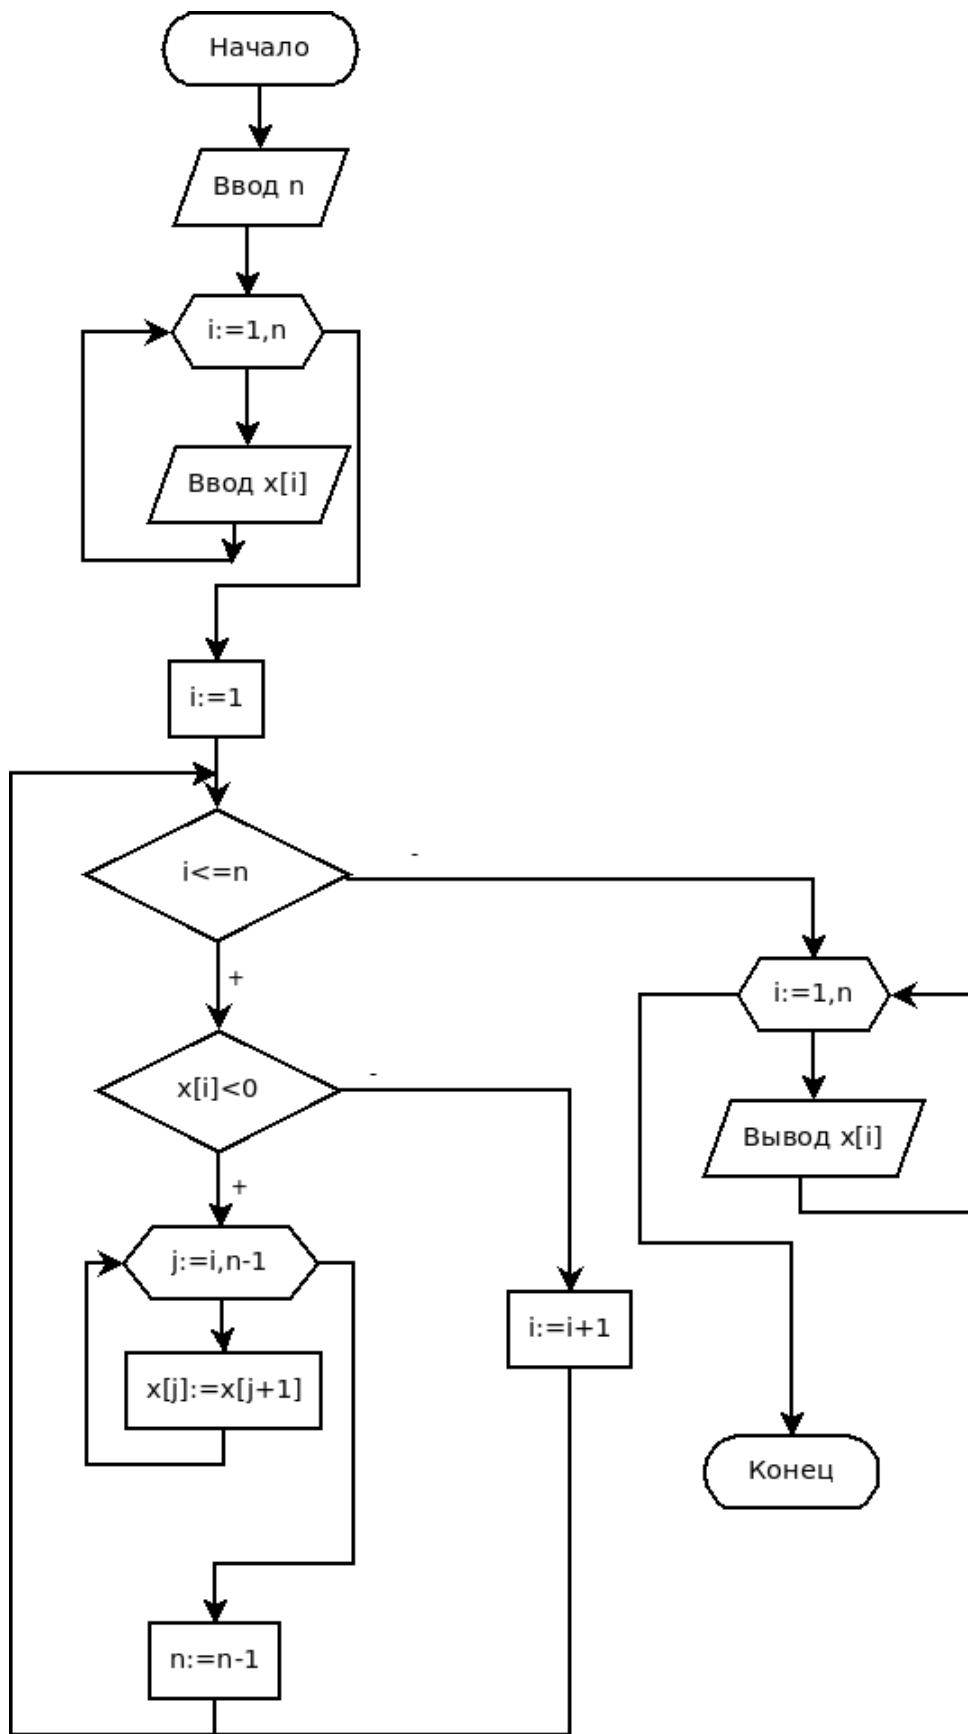 Начало
Ввод n
i:=1,n
Ввод x[i]
i:=1
i<=n
-
+
x[i]<0
-
+
j:=i,n-1
x[j]:=x[j+1]
n:=n-1
i:=i+1
i:=1,n
Вывод x[i]
Конец